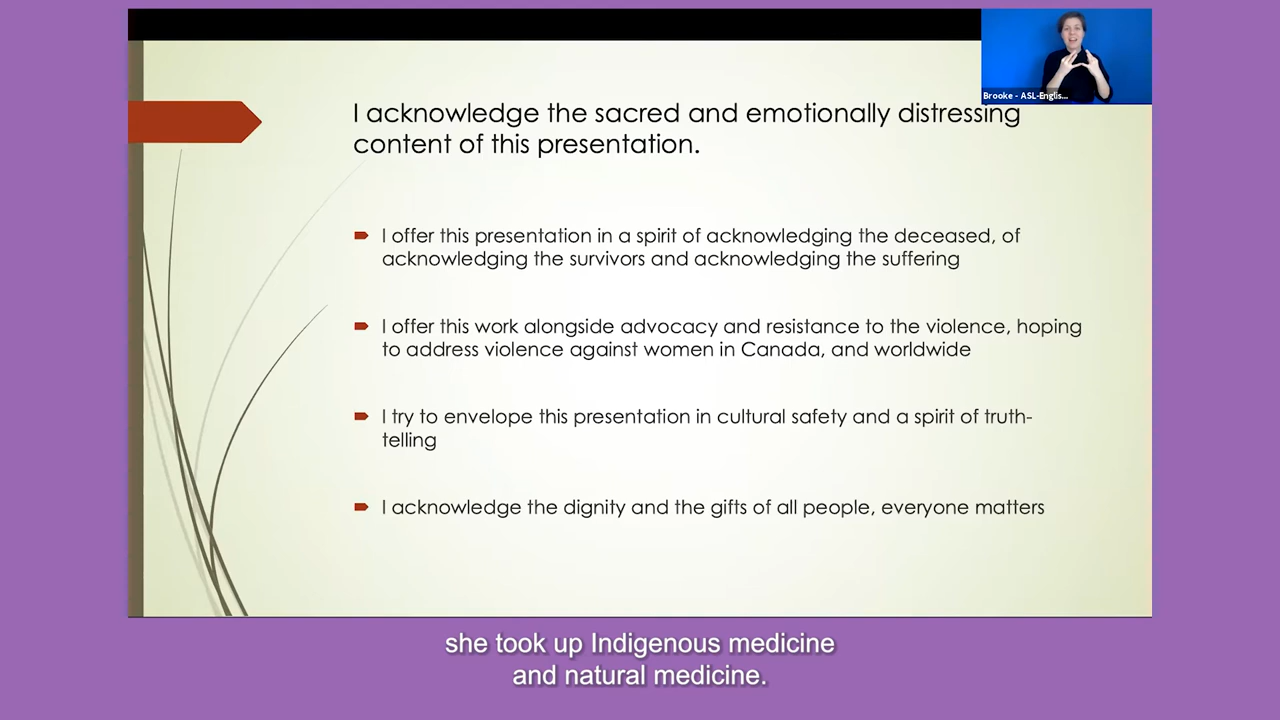 Brooke - ASL-Englis...
I acknowledge the sacred and emotionally distressing
content of this presentation.
I offer this presentation in a spirit of acknowledging the deceased, of
acknowledging the survivors and acknowledging the suffering
I offer this work alongside advocacy and resistance to the violence, hoping
to address violence against women in Canada, and worldwide
I try to envelope this presentation in cultural safety and a spirit of truth-
telling
I acknowledge the dignity and the gifts of all people, everyone matters
she took up Indigenous medicine
and natural medicine.